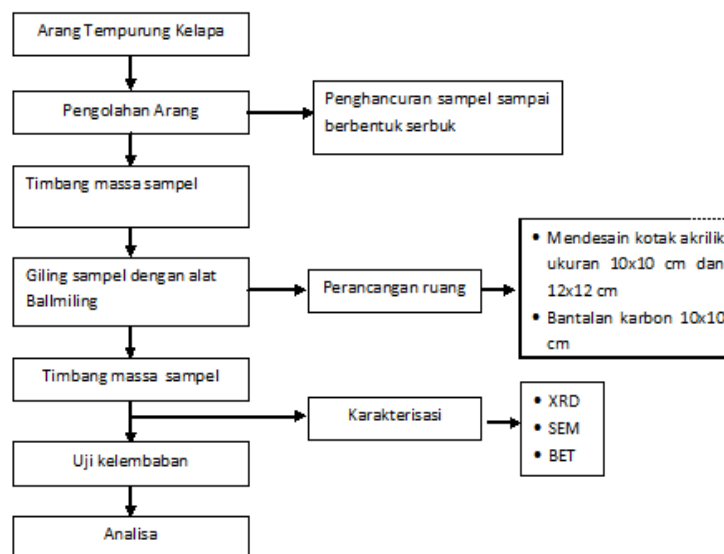 Arang Tempurung Kelapa
Pengolahan Arang
Penghancuran sampel sampai
berbentuk serbuk
Timbang massa sampel
Giling sampel dengan alat
Ballmiling
Perancangan ruang
• Mendesain kotak akrilik
ukuran 10x10 cm dan
12x12 cm
• Bantalan karbon 10x10
cm
Timbang massa sampel
Karakterisasi
• XRD
• SEM
• BET
Uji kelembaban
Analisa